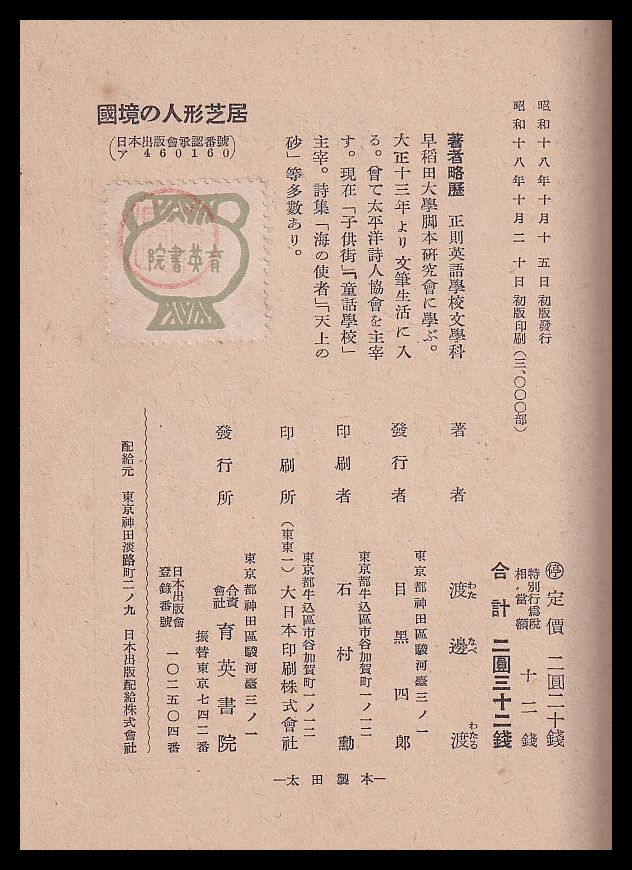 昭和十八年十月十五日初版發行
昭和十八年十月二十日初版印刷(三、〇〇〇部)
著者略歷 正則英語學校文學科
早稻田大學脚本硏究會に學ぶ。
大正十三年より文筆生活に入
る。曾て太平洋詩人協會を主宰
す。現在「子供街」「童話學校」
主宰。詩集「海の使者」「天上の
砂」等多數あり。
國境の人形芝居
(日本出版會承認番號
ア460160)
育英書院
停定價 二圓二十錢
特別行爲稅
相當額 十二錢
合計 二圓三十二錢
著者 渡邊渡
わた なべ わたる
東京都神田區駿河臺三ノ一
發行者 目黑四郎
東京都牛込區市谷加賀町一ノ一二
印刷者 石村勳
東京都牛込區市谷加賀町一ノ一二
印刷所 (東東一)大日本印刷株式會社
東京都神田區駿河臺三ノ一
發行所 合資會社 育英書院
振替東京七四二番
日本出版會
登錄番號 一〇二五〇四番
配給元 東京神田淡路町二ノ九 日本出版配給株式會社
―太田製本―